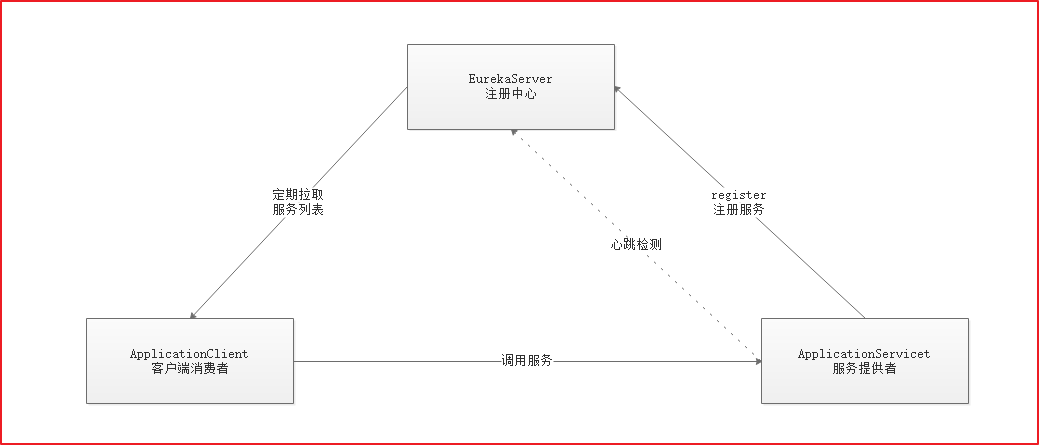 EurekaServer
注册中心
定期拉取
服务列表
register
注册服务
心跳检测
ApplicationClient
客户端消费者
调用服务
ApplicationServicet
服务提供者